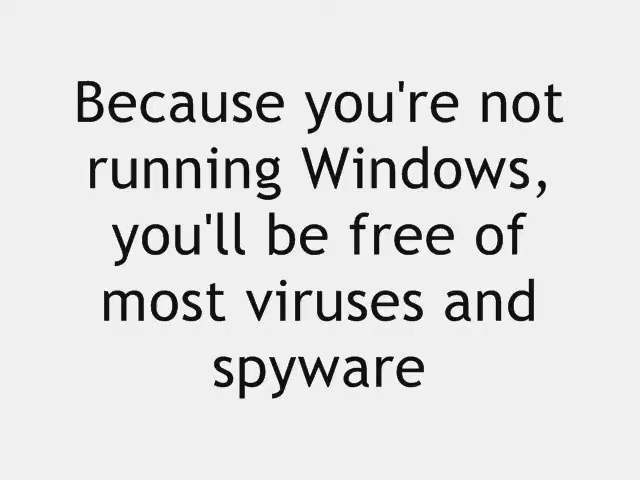 Because you're not
running Windows,
you'll be free of
most viruses and
spyware